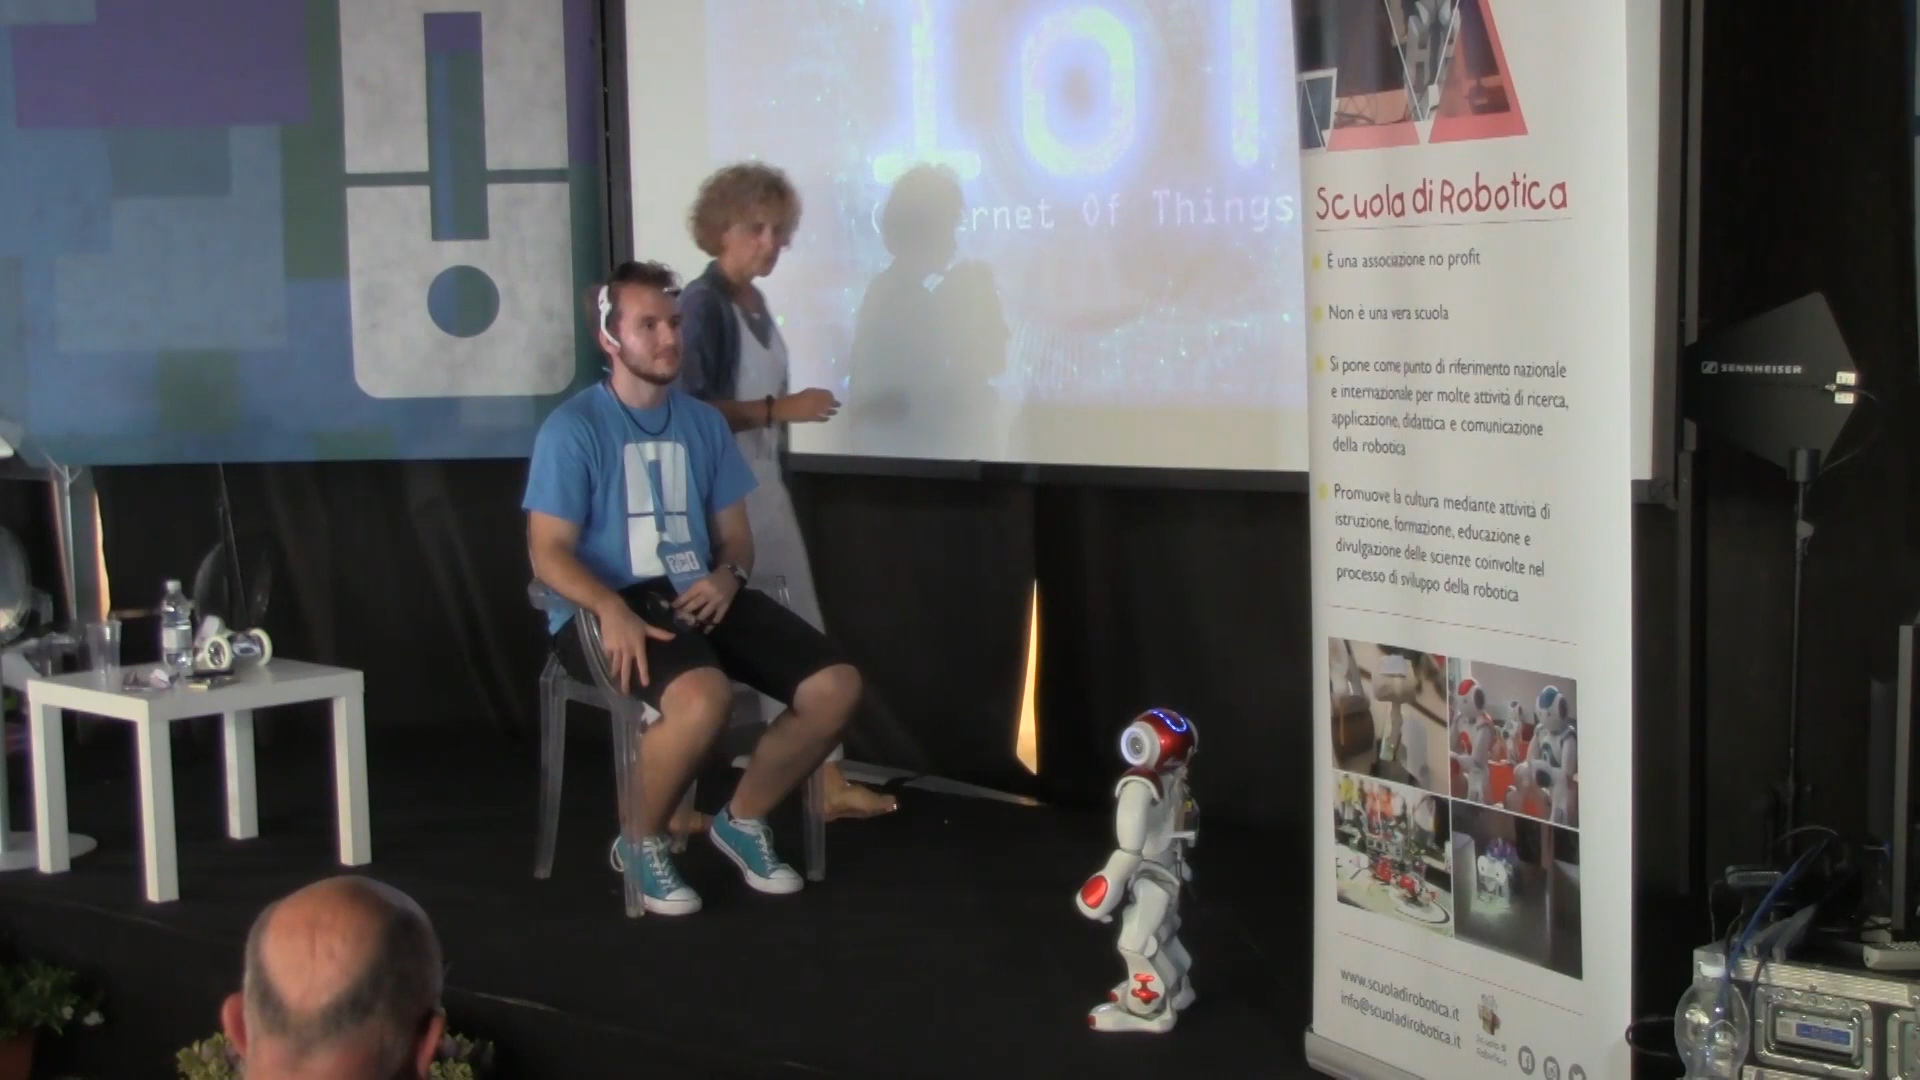 IoT
ernet Of Things
Scuola di Robotica
È una associazione no profit
Non è una vera scuola
Si pone come punto di riferimento nazionale
e internazionale per molte attività di ricerca,
applicazione, didattica e comunicazione
della robotica
Promuove la cultura mediante attività di
istruzione, formazione, educazione e
divulgazione delle scienze coinvolte nel
processo di sviluppo della robotica
www.scuoladirobotica.it
info@scuoladirobotica.it
Scuola di
Robotica
SENNHEISER